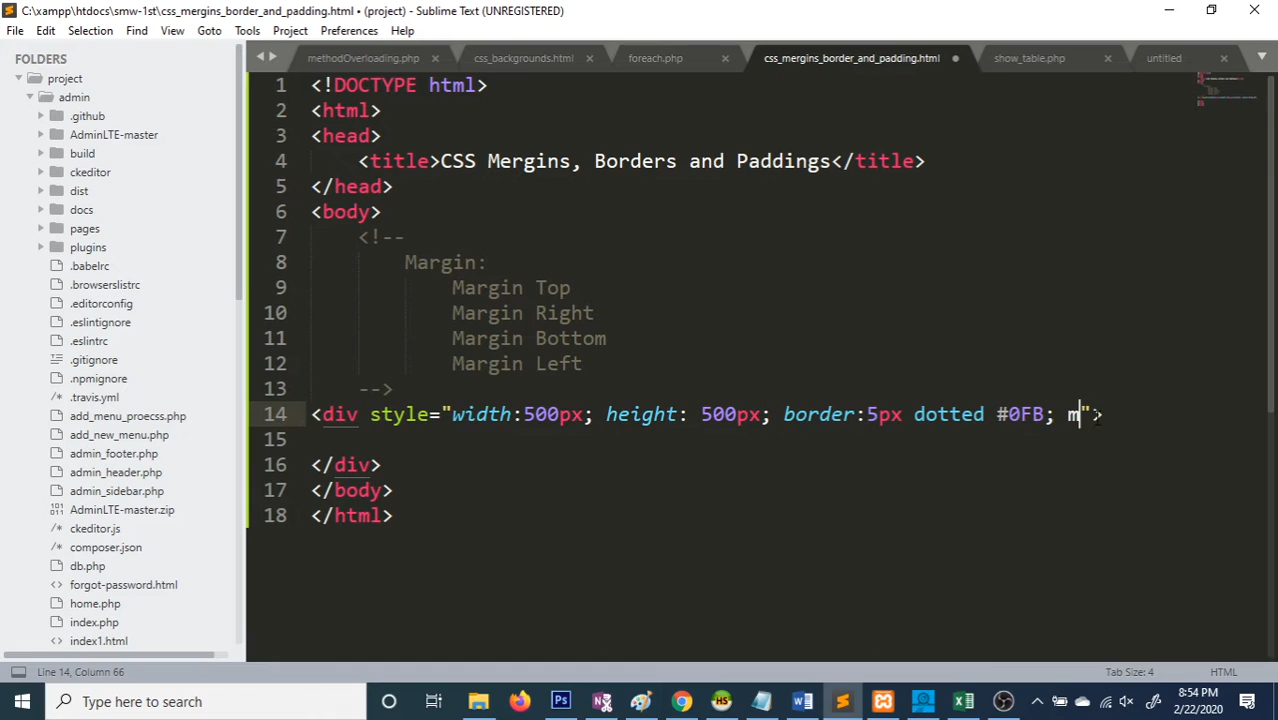 C:\xampp\htdocs\smw-1st\css_mergins_border_and_padding.html • (project) - Sublime Text (UNREGISTERED)
File Edit Selection Find View Goto Tools Project Preferences Help
FOLDERS
project
admin
.github
AdminLTE-master
build
ckeditor
dist
docs
pages
plugins
.babelrc
.browserslistrc
.editorconfig
.eslintignore
.eslintrc
.gitignore
.npmignore
.travis.yml
add_menu_proecss.php
add_new_menu.php
admin_footer.php
admin_header.php
admin_sidebar.php
AdminLTE-master.zip
ckeditor.js
composer.json
db.php
forgot-password.html
home.php
index.php
index1.html
methodOverloading.php css_backgrounds.html foreach.php css_mergins_border_and_padding.html show_table.php untitled
1 <!DOCTYPE html>
2 <html>
3 <head>
4 <title>CSS Mergins, Borders and Paddings</title>
5 </head>
6 <body>
7 <!--
8 Margin:
9 Margin Top
10 Margin Right
11 Margin Bottom
12 Margin Left
13 -->
14 <div style="width:500px; height: 500px; border:5px dotted #0FB; m">
15
16 </div>
17 </body>
18 </html>
Line 14, Column 66 Tab Size: 4 HTML
Type here to search
8:54 PM
2/22/2020